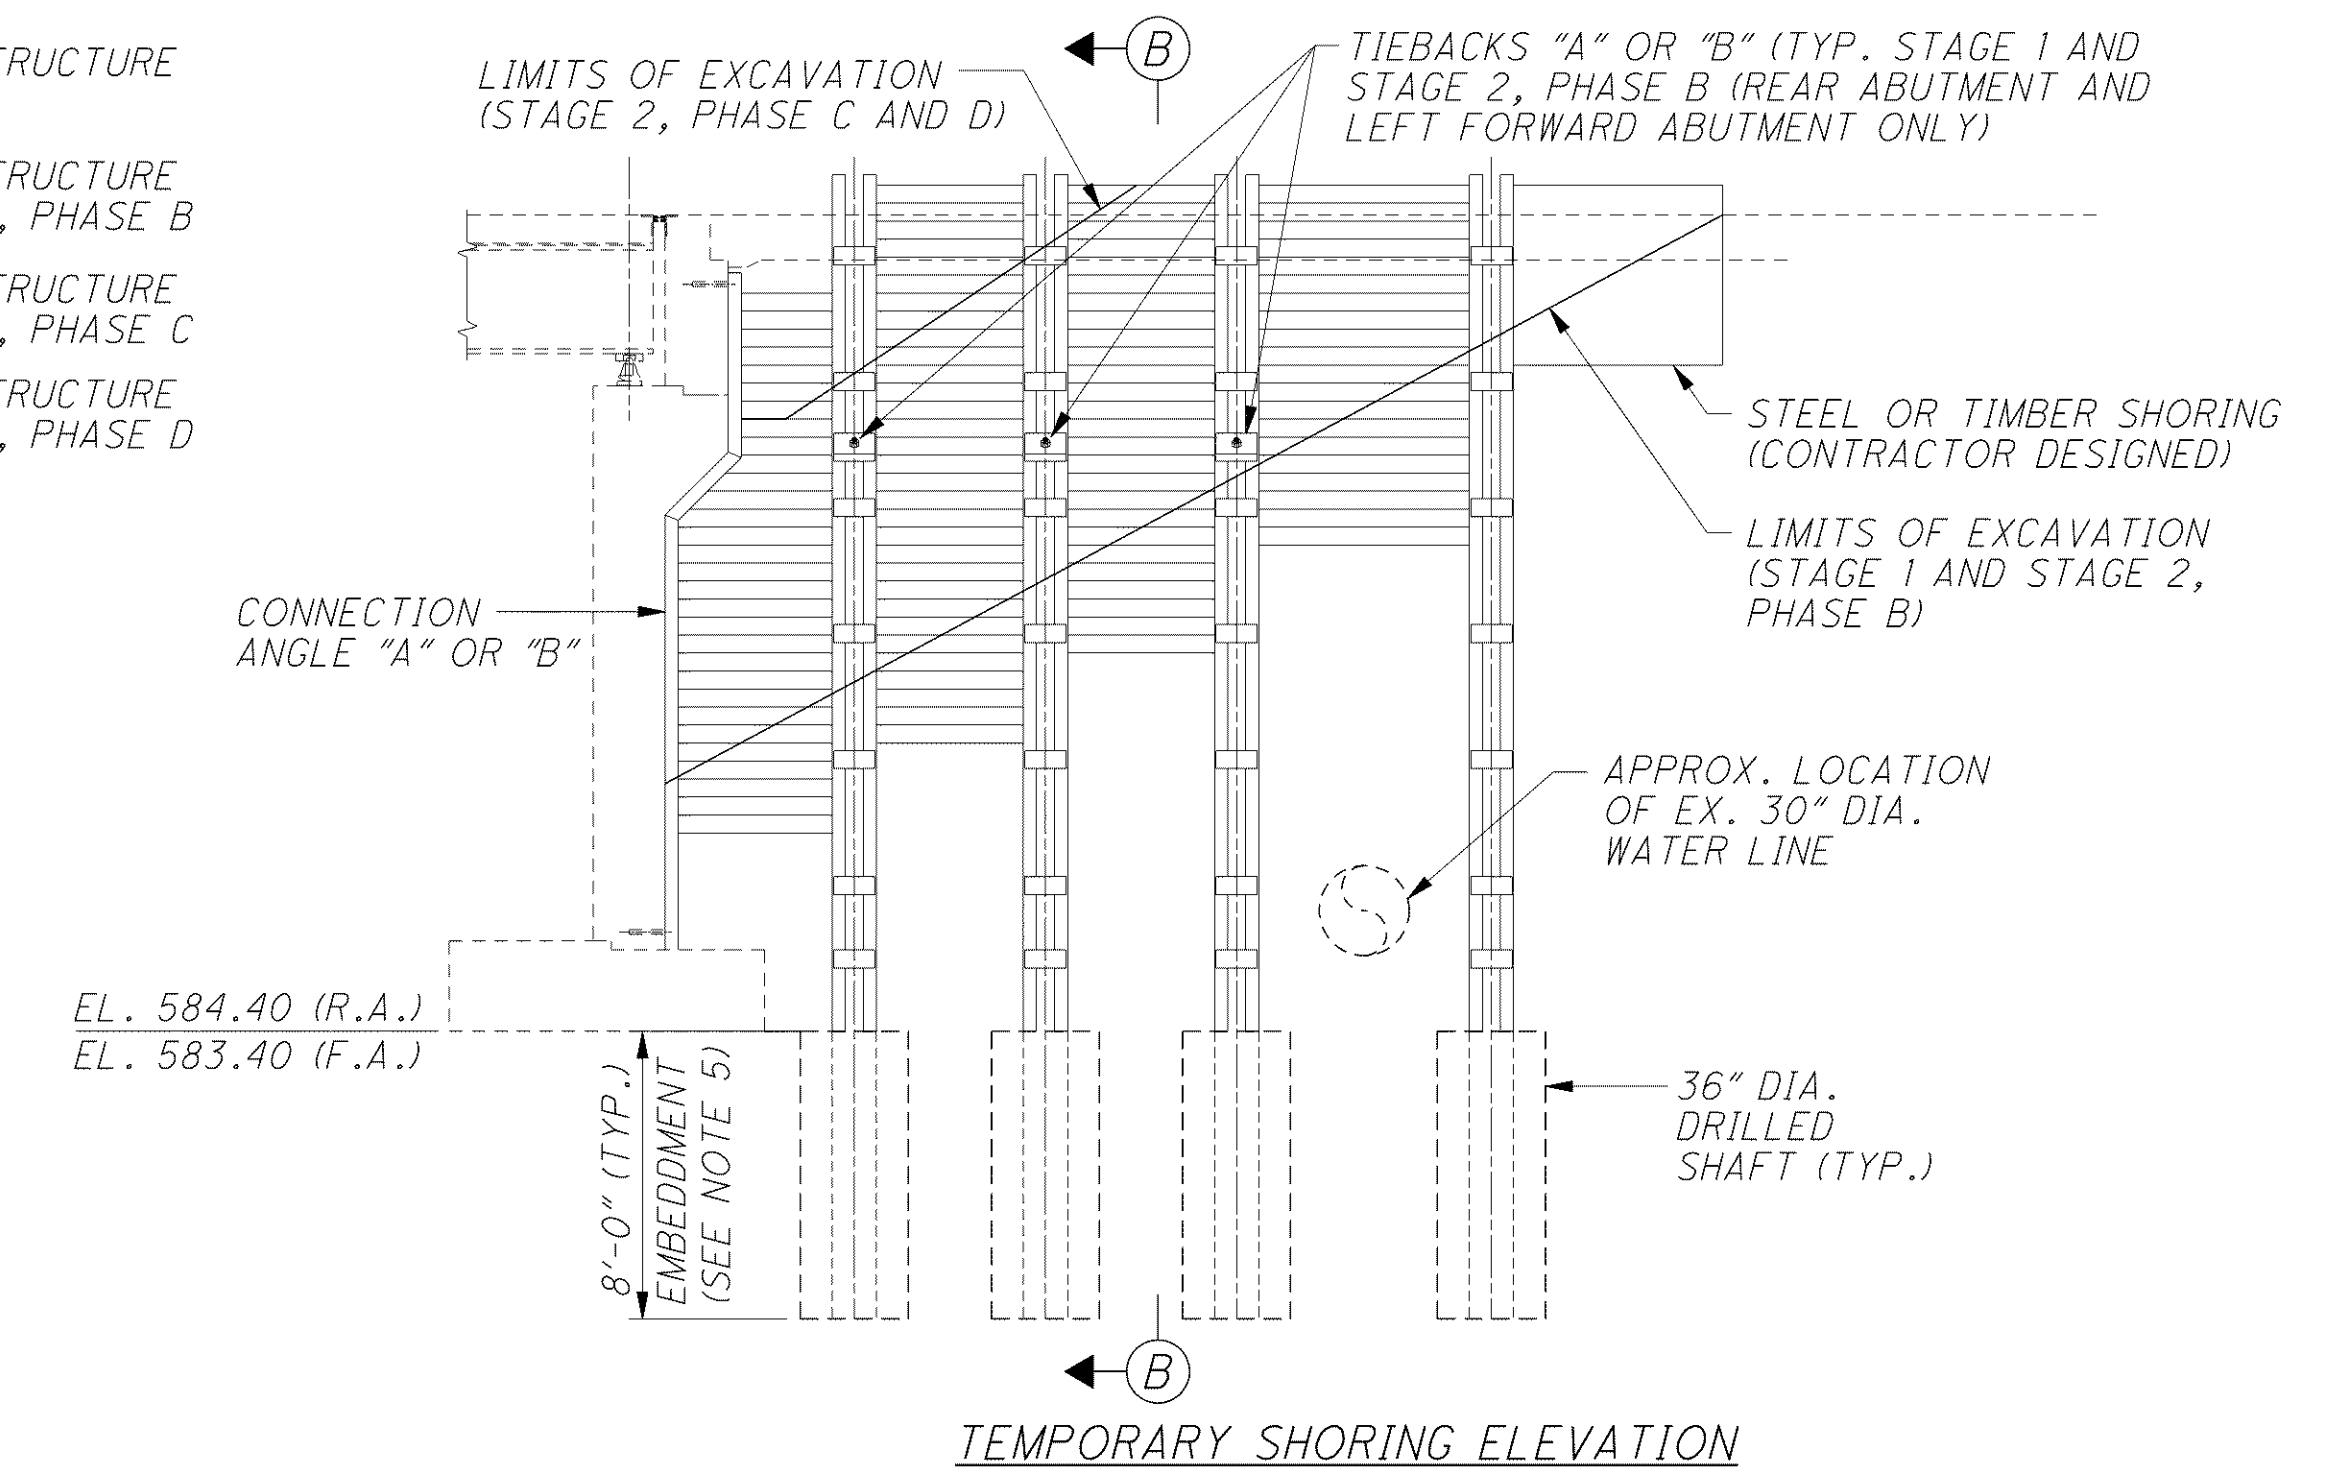 TRUCTURE
TRUCTURE
, PHASE B
TRUCTURE
, PHASE C
TRUCTURE
, PHASE D
LIMITS OF EXCAVATION
(STAGE 2, PHASE C AND D)
B
TIEBACKS "A" OR "B" (TYP. STAGE 1 AND
STAGE 2, PHASE B (REAR ABUTMENT AND
LEFT FORWARD ABUTMENT ONLY)
STEEL OR TIMBER SHORING
(CONTRACTOR DESIGNED)
LIMITS OF EXCAVATION
(STAGE 1 AND STAGE 2,
PHASE B)
CONNECTION
ANGLE "A" OR "B"
APPROX. LOCATION
OF EX. 30" DIA.
WATER LINE
EL. 584.40 (R.A.)
EL. 583.40 (F.A.)
8'-0" (TYP.)
EMBEDDMENT
(SEE NOTE 5)
36" DIA.
DRILLED
SHAFT (TYP.)
B
TEMPORARY SHORING ELEVATION